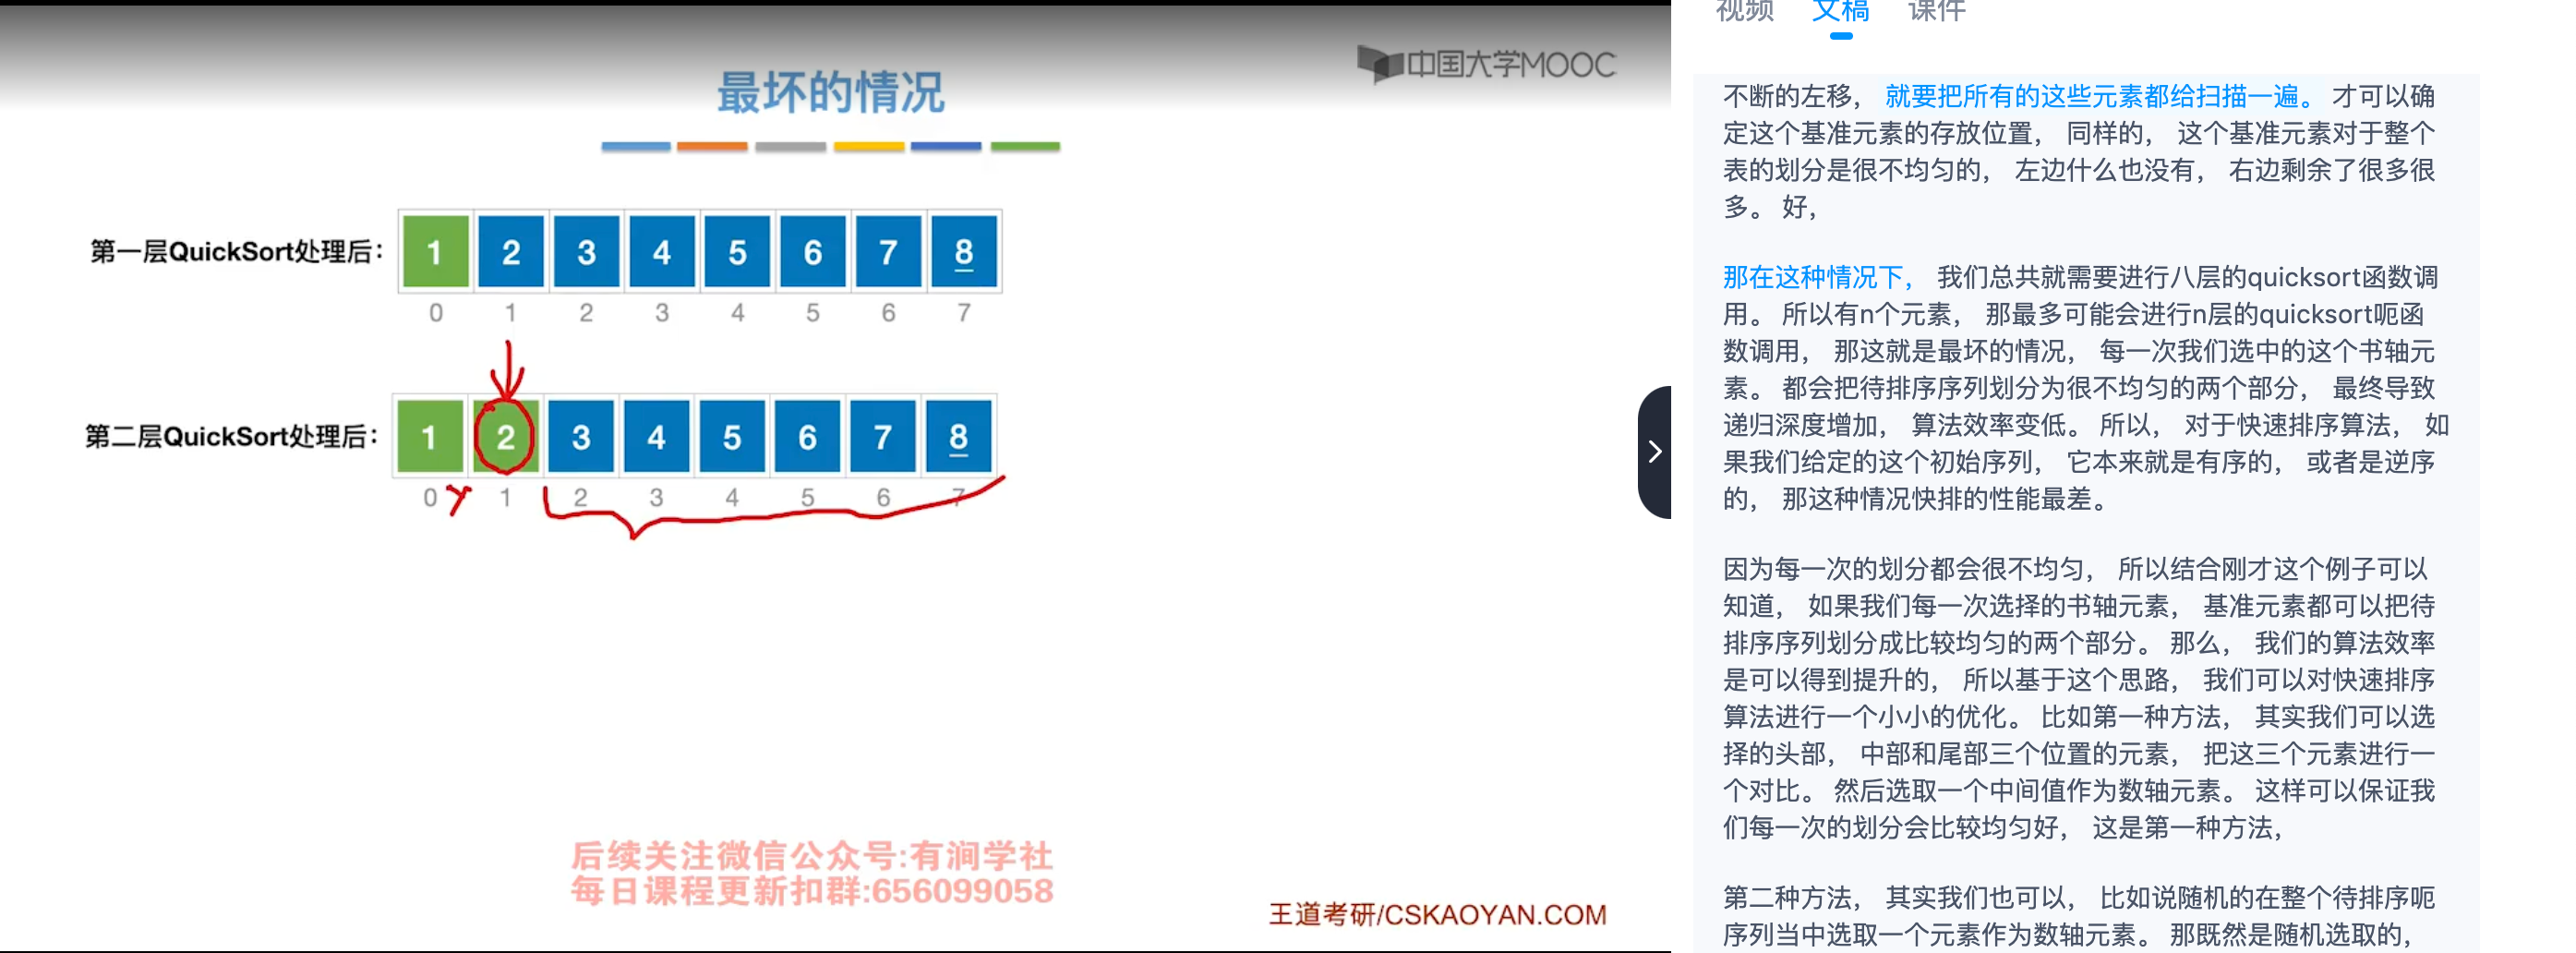 中国大学MOOC
最坏的情况
第一层QuickSort处理后:
1 2 3 4 5 6 7 8
0 1 2 3 4 5 6 7
第二层QuickSort处理后:
1 2 3 4 5 6 7 8
0 1 2 3 4 5 6 7
后续关注微信公众号:有涧学社
每日课程更新扣群:656099058
王道考研/CSKAOYAN.COM
视频 文稿 课件
不断的左移， 就要把所有的这些元素都给扫描一遍。 才可以确
定这个基准元素的存放位置， 同样的， 这个基准元素对于整个
表的划分是很不均匀的， 左边什么也没有， 右边剩余了很多很
多。 好，
那在这种情况下， 我们总共就需要进行八层的quicksort函数调
用。 所以有n个元素， 那最多可能会进行n层的quicksort呃函
数调用， 那这就是最坏的情况， 每一次我们选中的这个书轴元
素。 都会把待排序序列划分为很不均匀的两个部分， 最终导致
递归深度增加， 算法效率变低。 所以， 对于快速排序算法， 如
果我们给定的这个初始序列， 它本来就是有序的， 或者是逆序
的， 那这种情况快排的性能最差。
因为每一次的划分都会很不均匀， 所以结合刚才这个例子可以
知道， 如果我们每一次选择的书轴元素， 基准元素都可以把待
排序序列划分成比较均匀的两个部分。 那么， 我们的算法效率
是可以得到提升的， 所以基于这个思路， 我们可以对快速排序
算法进行一个小小的优化。 比如第一种方法， 其实我们可以选
择的头部， 中部和尾部三个位置的元素， 把这三个元素进行一
个对比。 然后选取一个中间值作为数轴元素。 这样可以保证我
们每一次的划分会比较均匀好， 这是第一种方法，
第二种方法， 其实我们也可以， 比如说随机的在整个待排序呃
序列当中选取一个元素作为数轴元素。 那既然是随机选取的，